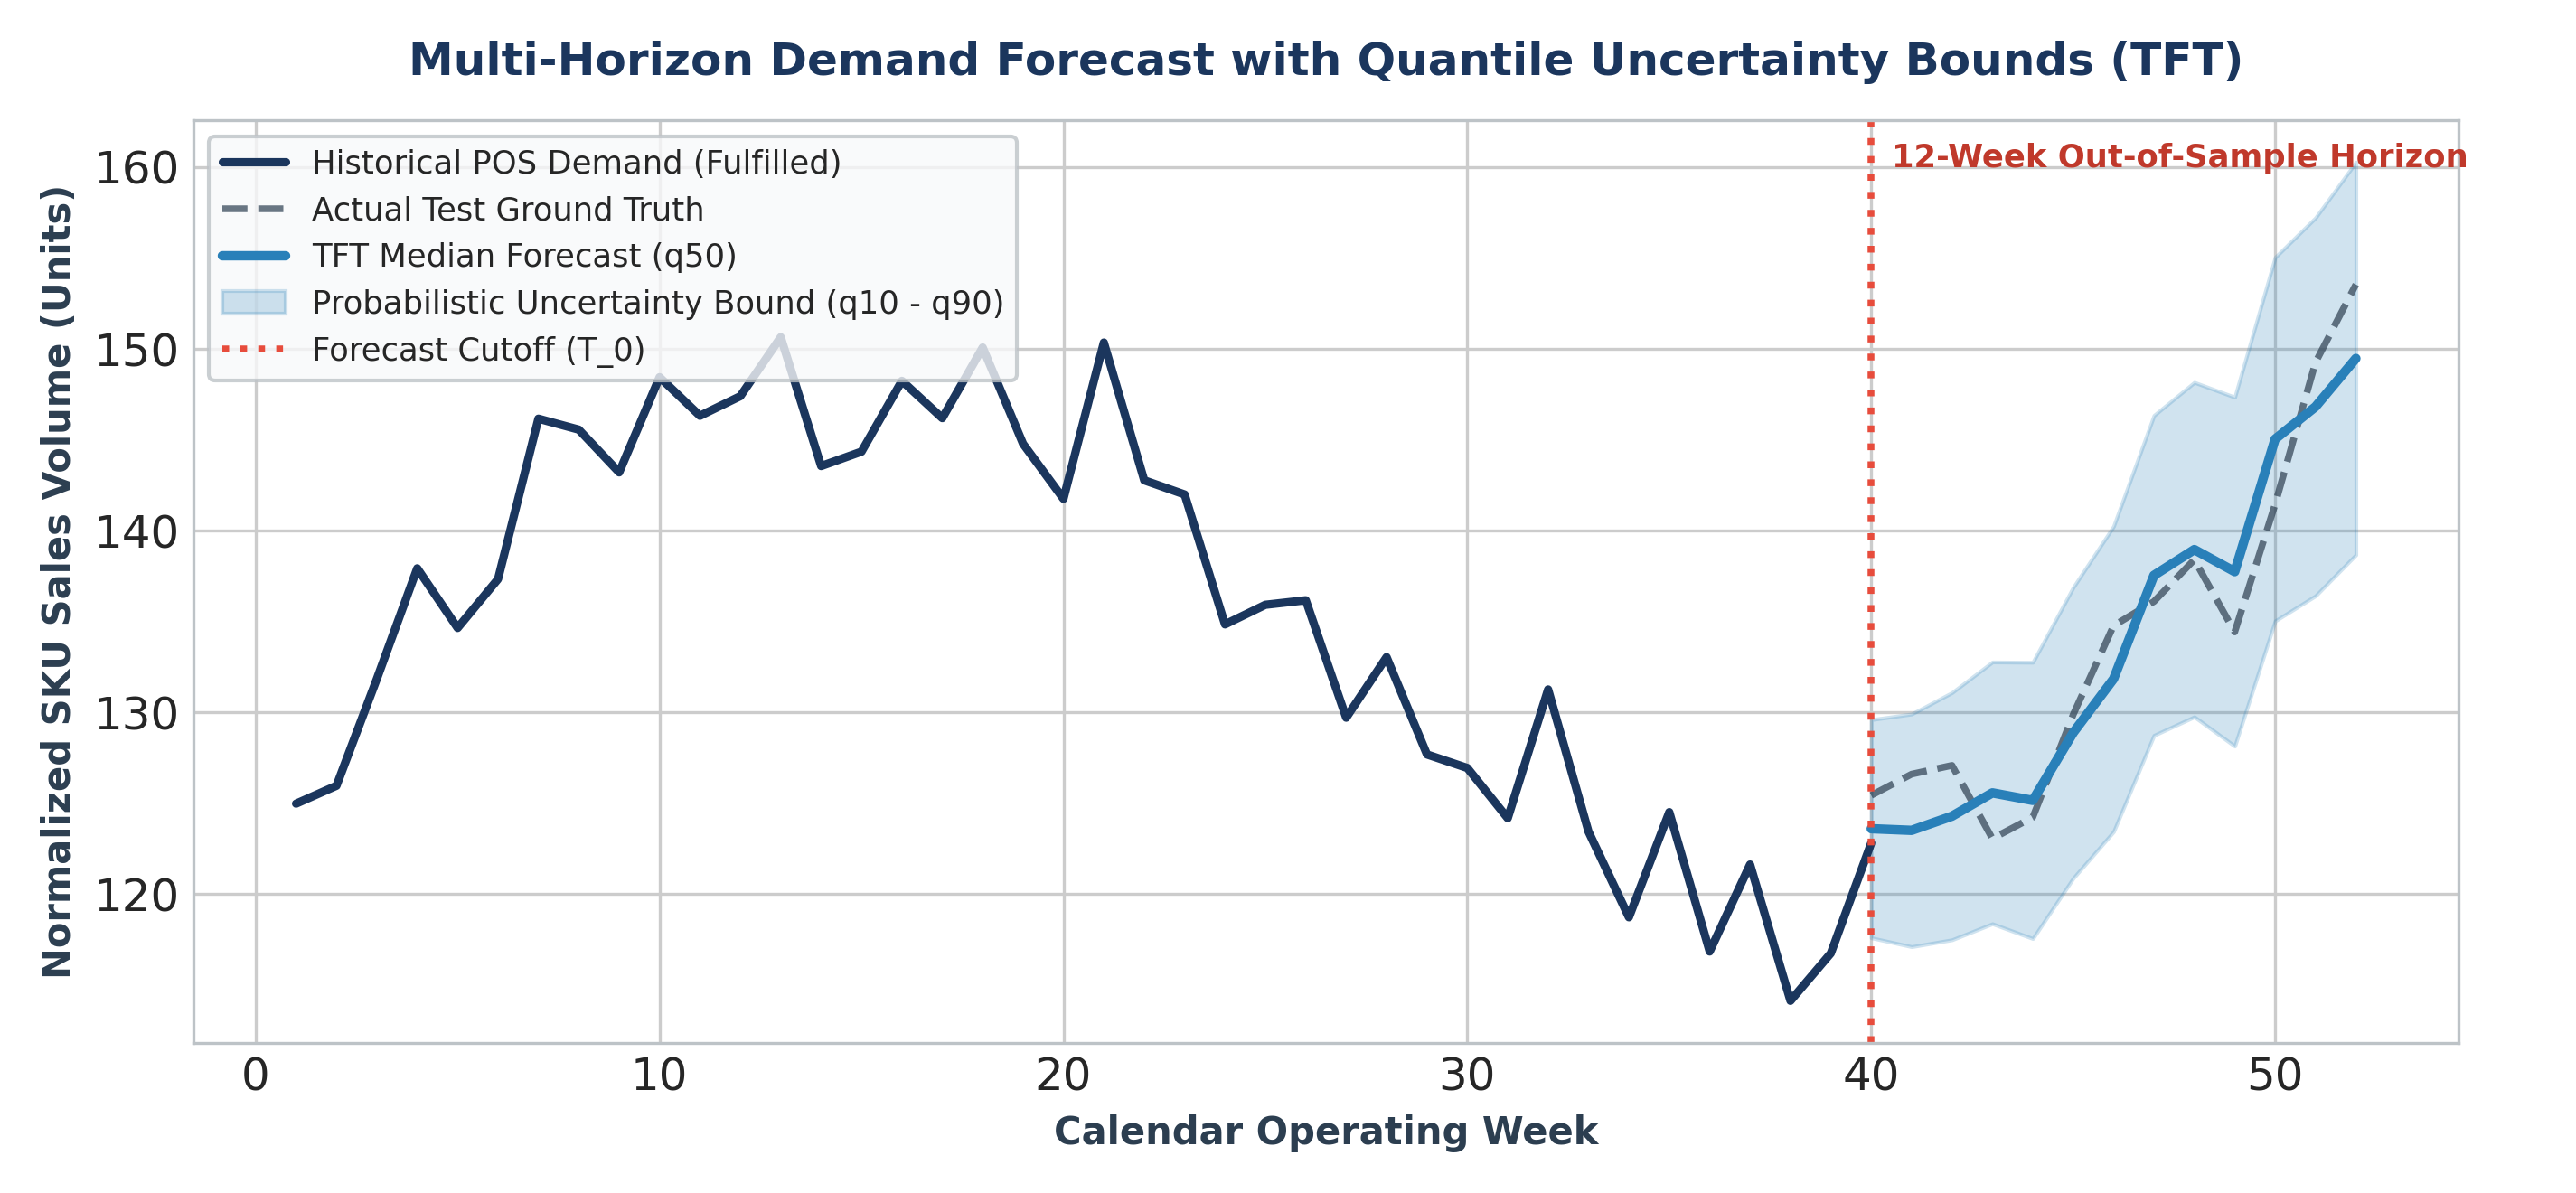 Multi-Horizon Demand Forecast with Quantile Uncertainty Bounds (TFT)
Historical POS Demand (Fulfilled)
Actual Test Ground Truth
TFT Median Forecast (q50)
Probabilistic Uncertainty Bound (q10 - q90)
Forecast Cutoff (T_0)
12-Week Out-of-Sample Horizon
Normalized SKU Sales Volume (Units)
160
150
140
130
120
0 10 20 30 40 50
Calendar Operating Week